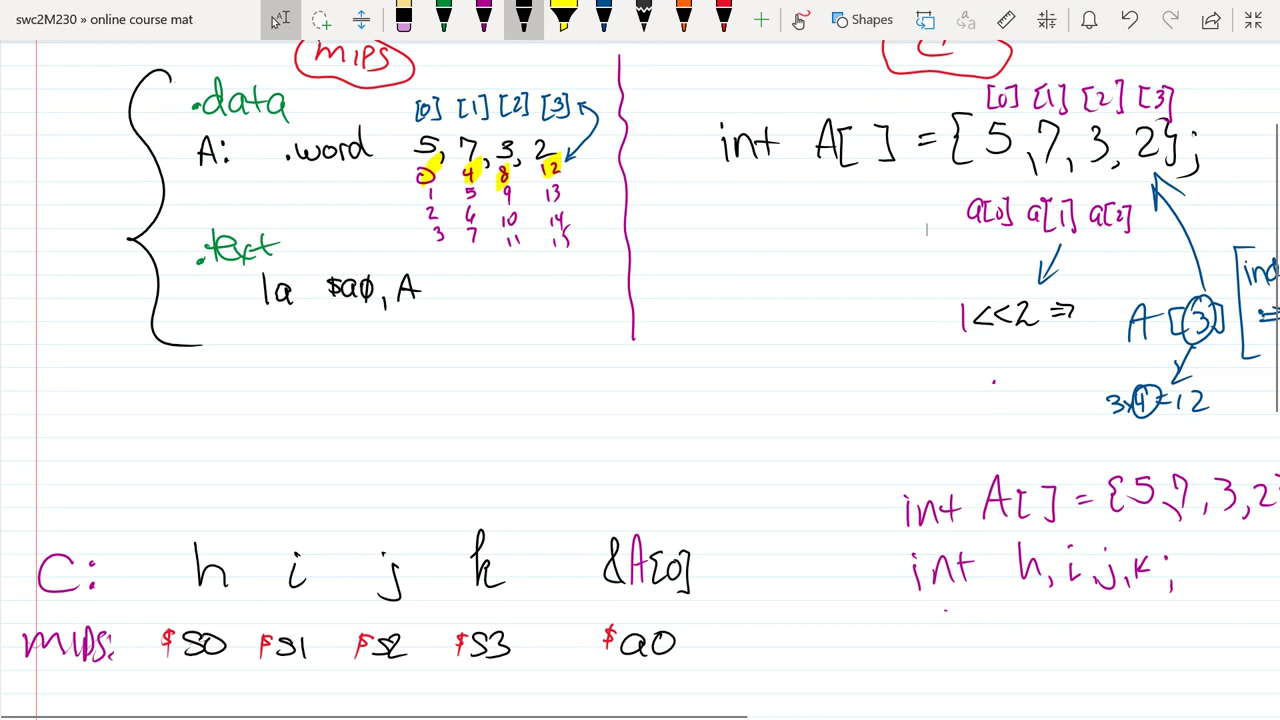 swc2M230 » online course mat
Shapes
MIPS
.data
[0] [1] [2] [3]
A: .word 5, 7, 3, 2
0 4 8 12
1 5 9 13
2 6 10 14
3 7 11 15
.text
la $a0, A
[0] [1] [2] [3]
int A[ ] = { 5, 7, 3, 2};
a[0] a[1] a[2]
1<<2 ⇒
A[3]
3x4=12
int A[ ] = {5,7, 3, 2}
int h, i, j, k;
C: h i j k &A[0]
MIPS: $S0 $S1 $S2 $S3 $a0